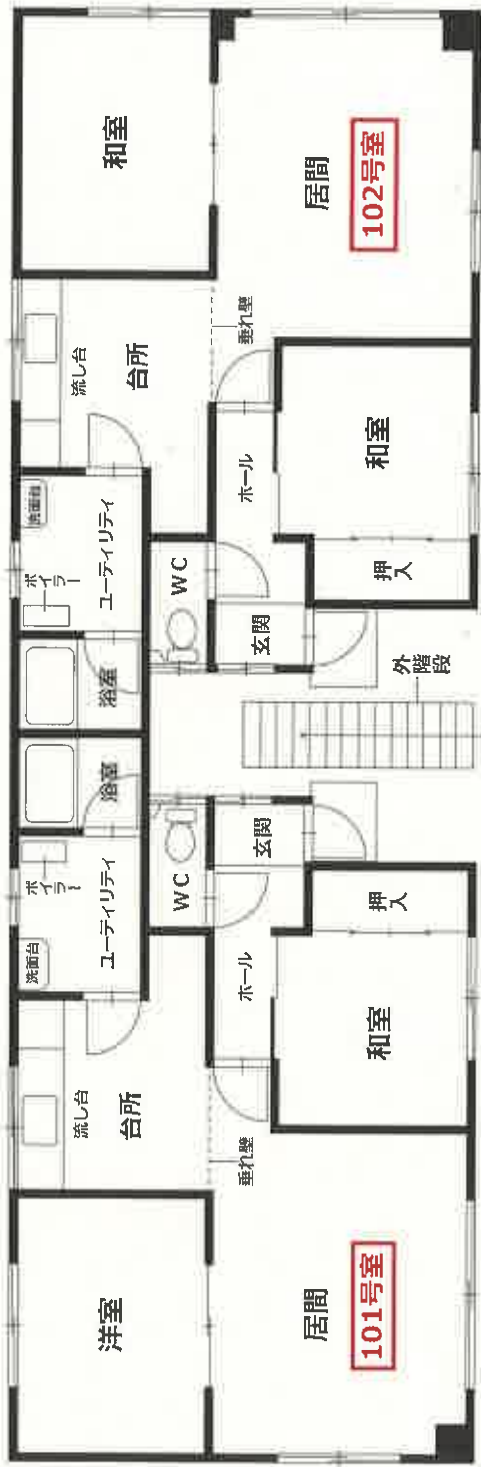 洋室
流し台
台所
洗面台
ボイ
ラー
ユーティリティ
浴室
浴室
ボイ
ラー
洗面台
ユーティリティ
流し台
台所
和室
垂れ壁
WC
WC
垂れ壁
ホール
玄関
玄関
ホール
居間
101号室
和室
押入
外階段
押入
和室
居間
102号室